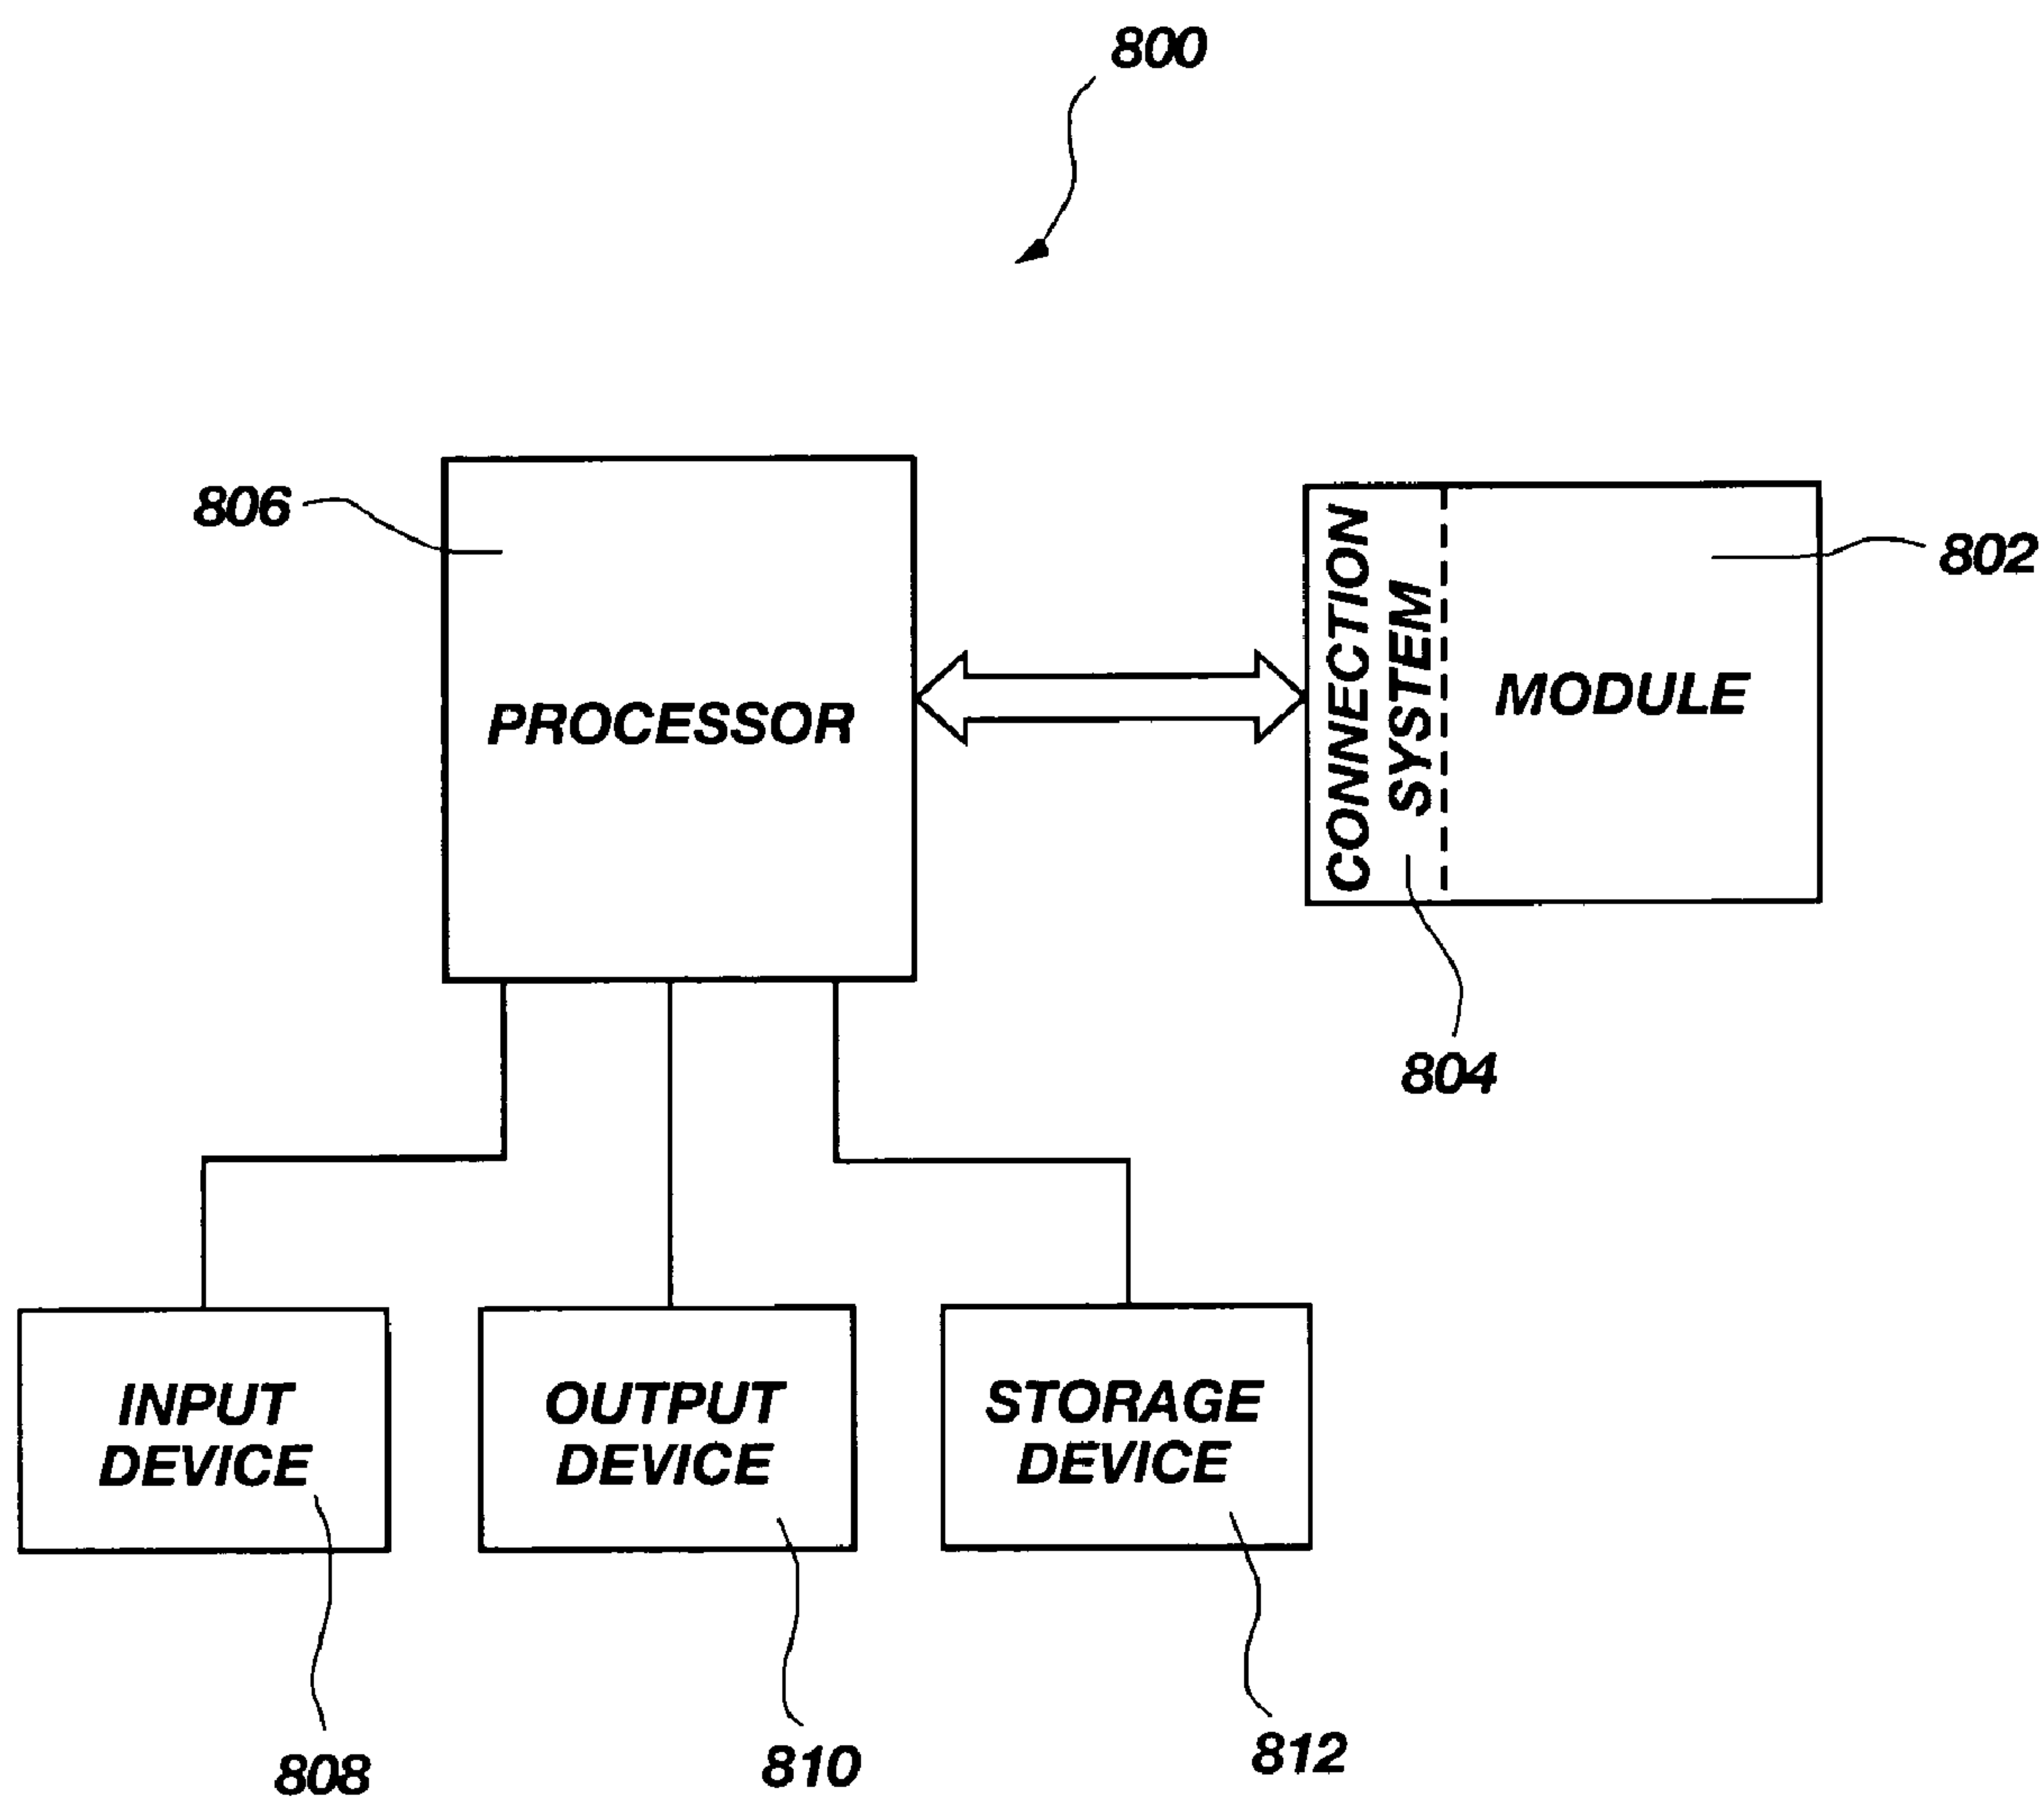 800
806
802
PROCESSOR
CONNECTION
SYSTEM
MODULE
804
INPUT
DEVICE
OUTPUT
DEVICE
STORAGE
DEVICE
808
810
812